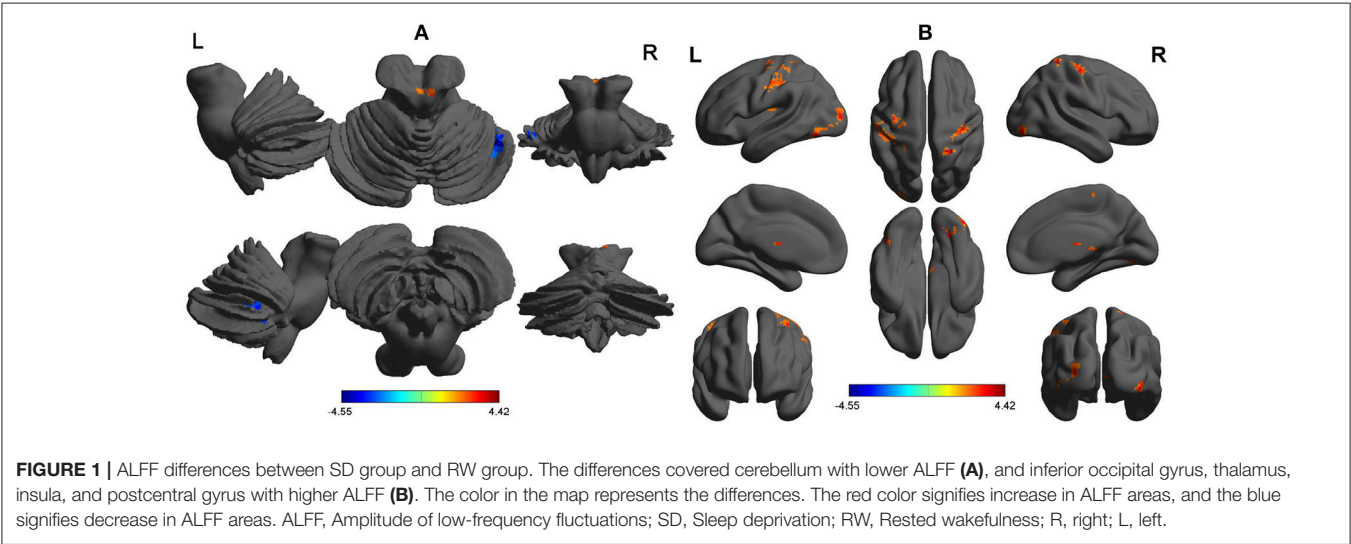 L
A
R
L
B
R
-4.55 4.42
-4.55 4.42
FIGURE 1 | ALFF differences between SD group and RW group. The differences covered cerebellum with lower ALFF (A), and inferior occipital gyrus, thalamus,
insula, and postcentral gyrus with higher ALFF (B). The color in the map represents the differences. The red color signifies increase in ALFF areas, and the blue
signifies decrease in ALFF areas. ALFF, Amplitude of low-frequency fluctuations; SD, Sleep deprivation; RW, Rested wakefulness; R, right; L, left.